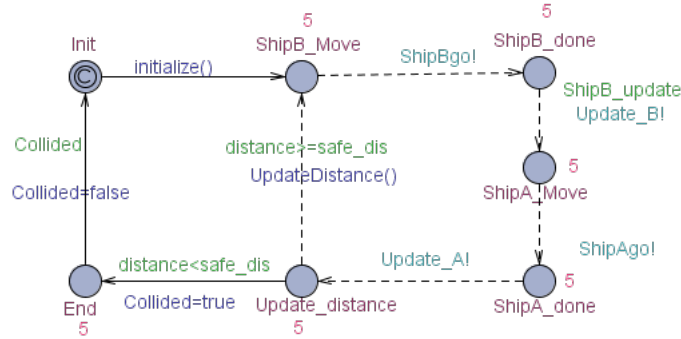 5
5
Init
ShipB_Move
ShipB_done
initialize()
ShipBgo!
ShipB_update
Update_B!
Collided
distance>=safe_dis
Collided=false
UpdateDistance()
5
ShipA_Move
ShipAgo!
distance<safe_dis
Update_A!
5
Collided=true
End
Update_distance
ShipA_done
5
5